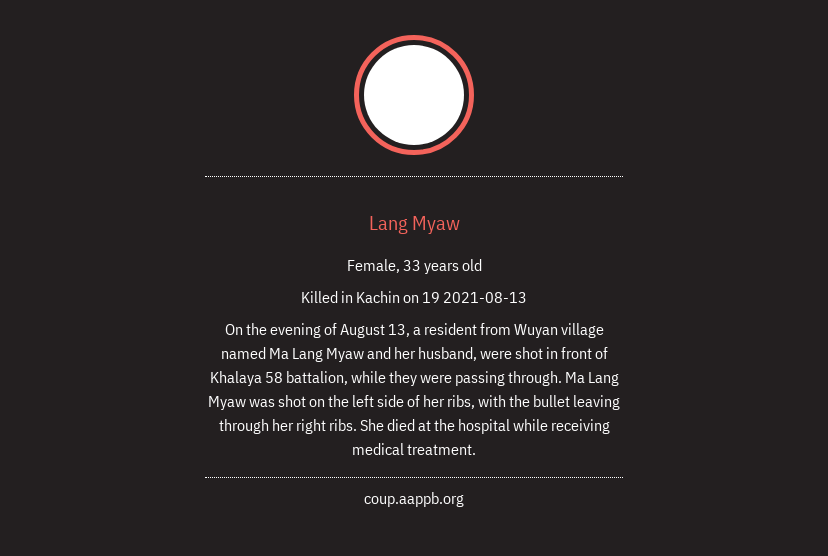 Lang Myaw
Female, 33 years old
Killed in Kachin on 19 2021-08-13
On the evening of August 13, a resident from Wuyan village
named Ma Lang Myaw and her husband, were shot in front of
Khalaya 58 battalion, while they were passing through. Ma Lang
Myaw was shot on the left side of her ribs, with the bullet leaving
through her right ribs. She died at the hospital while receiving
medical treatment.
coup.aappb.org